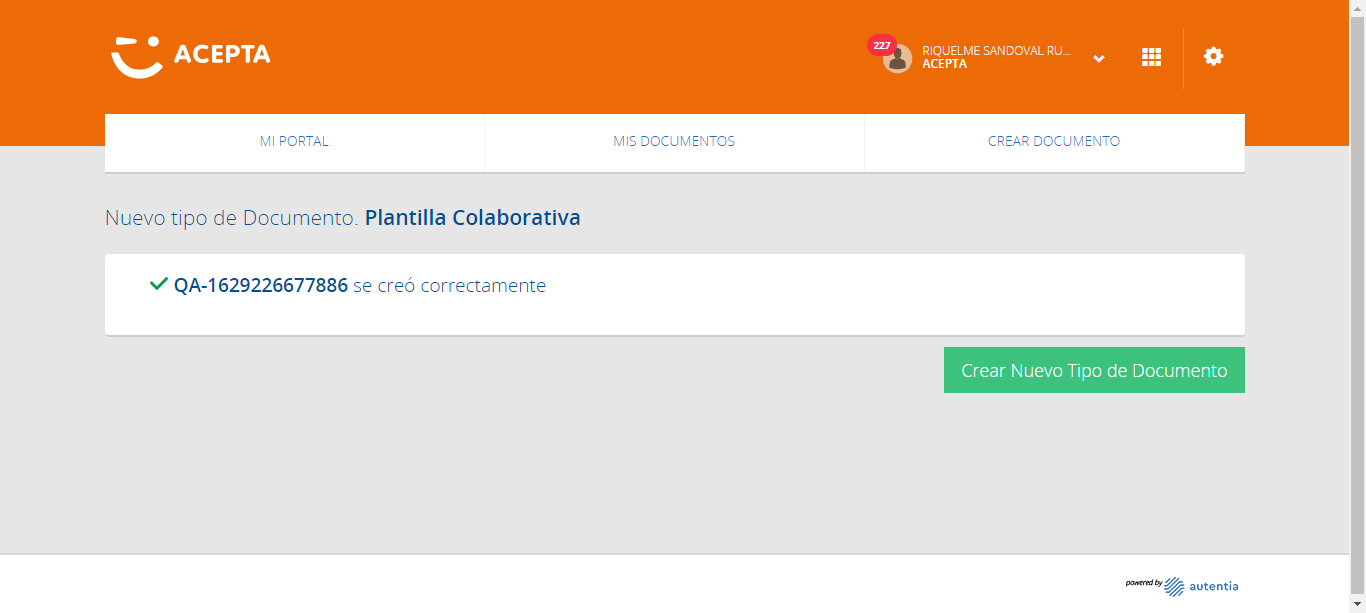 ACEPTA
227
RIQUELME SANDOVAL RU...
ACEPTA
MI PORTAL
MIS DOCUMENTOS
CREAR DOCUMENTO
Nuevo tipo de Documento. Plantilla Colaborativa
QA-1629226677886 se creó correctamente
Crear Nuevo Tipo de Documento
powered by autentia